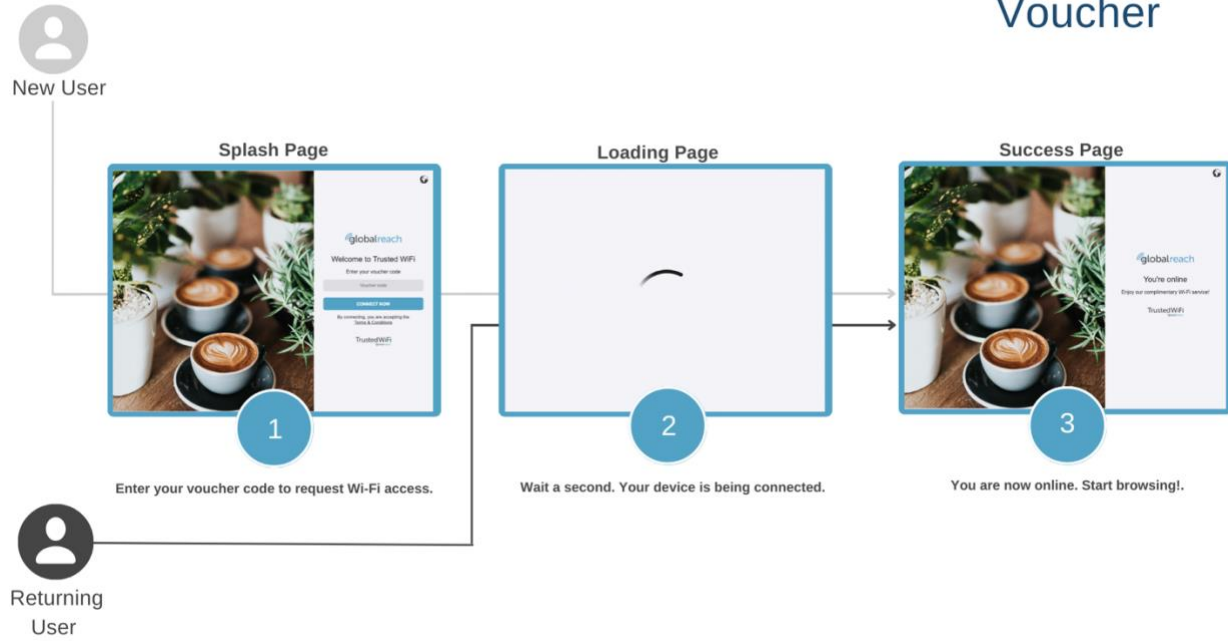 Voucher
New User
Splash Page
Loading Page
Success Page
globalreach
Welcome to Trusted WiFi
Enter your voucher code
Voucher code
CONNECT NOW
By connecting, you are accepting the
Terms & Conditions
TrustedWiFi
globalreach
You're online
Enjoy our complimentary Wi-Fi service!
TrustedWiFi
1
2
3
Enter your voucher code to request Wi-Fi access.
Wait a second. Your device is being connected.
You are now online. Start browsing!.
Returning
User